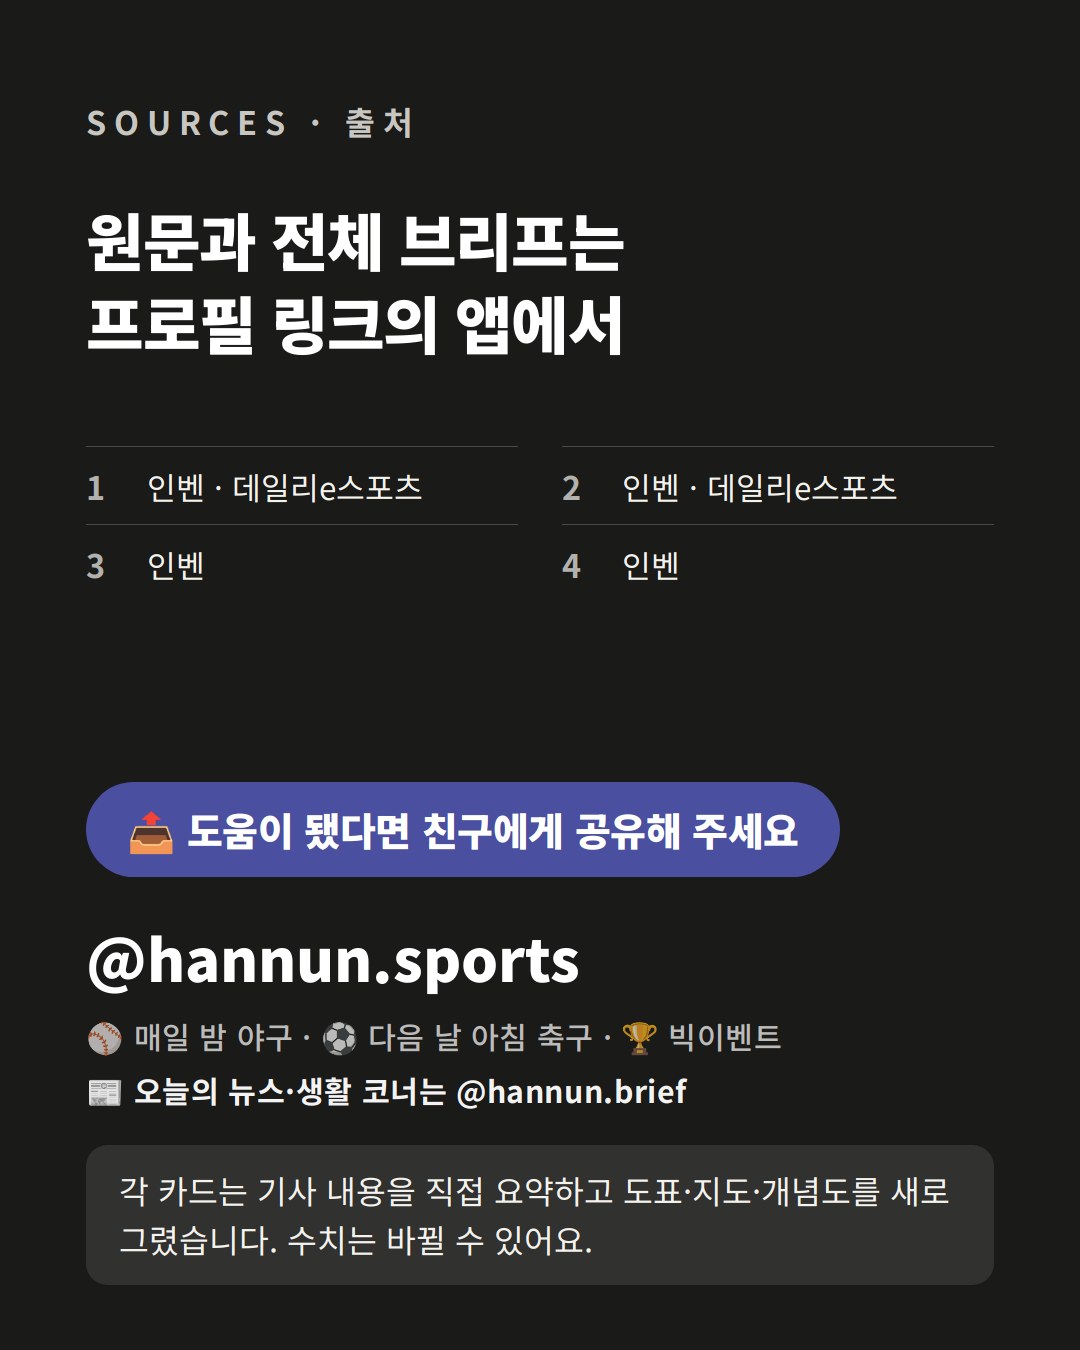 SOURCES · 출처
원문과 전체 브리프는
프로필 링크의 앱에서
1 인벤 · 데일리e스포츠
2 인벤 · 데일리e스포츠
3 인벤
4 인벤
📤 도움이 됐다면 친구에게 공유해 주세요
@hannun.sports
⚾ 매일 밤 야구 · ⚽ 다음 날 아침 축구 · 🏆 빅이벤트
📰 오늘의 뉴스·생활 코너는 @hannun.brief
각 카드는 기사 내용을 직접 요약하고 도표·지도·개념도를 새로
그렸습니다. 수치는 바뀔 수 있어요.